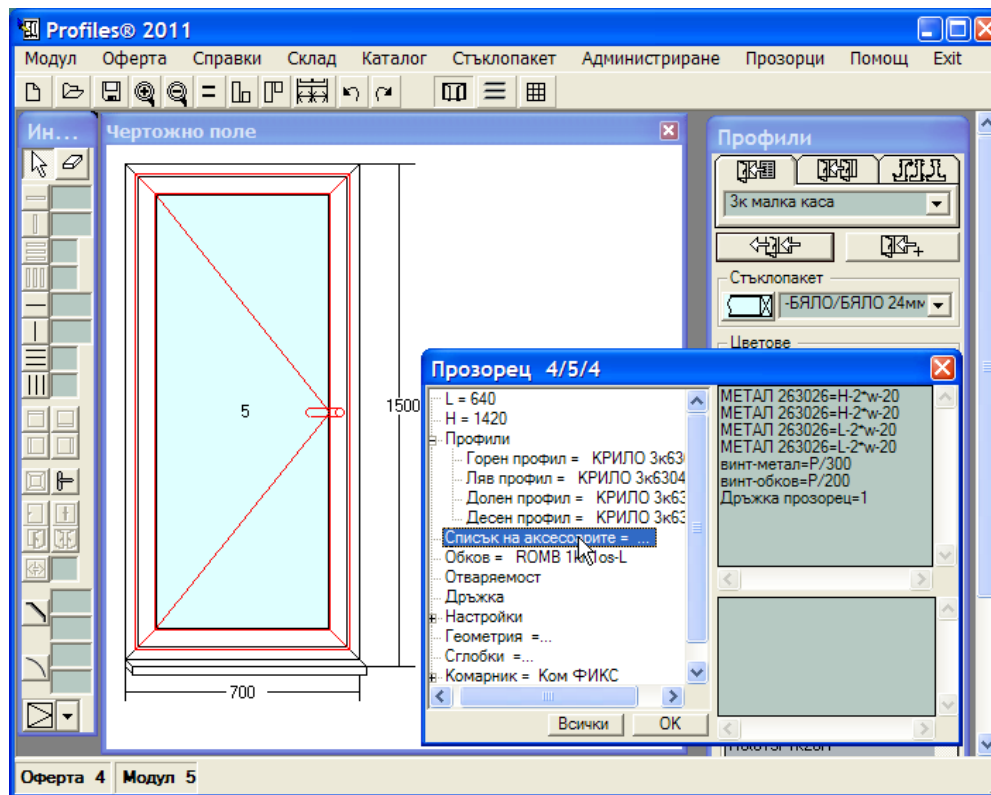 Profiles® 2011
Модул Оферта Справки Склад Каталог Стъклопакет Администриране Прозорци Помощ Exit
Ин...
Чертожно поле
Профили
3к малка каса
Стъклопакет
-БЯЛО/БЯЛО 24мм
Цветове
5
1500
700
Прозорец 4/5/4
L = 640
H = 1420
Профили
Горен профил = КРИЛО 3к630
Ляв профил = КРИЛО 3к6304
Долен профил = КРИЛО 3к63
Десен профил = КРИЛО 3к63
Списък на аксесоарите = ...
Обков = ROMB
Отваряемост
Дръжка
Настройки
Геометрия =...
Сглобки =...
Комарник = Ком ФИКС
Всички
OK
МЕТАЛ 263026=H-2*w-20
МЕТАЛ 263026=H-2*w-20
МЕТАЛ 263026=L-2*w-20
МЕТАЛ 263026=L-2*w-20
винт-метал=P/300
винт-обков=P/200
Дръжка прозорец=1
Оферта 4 Модул 5